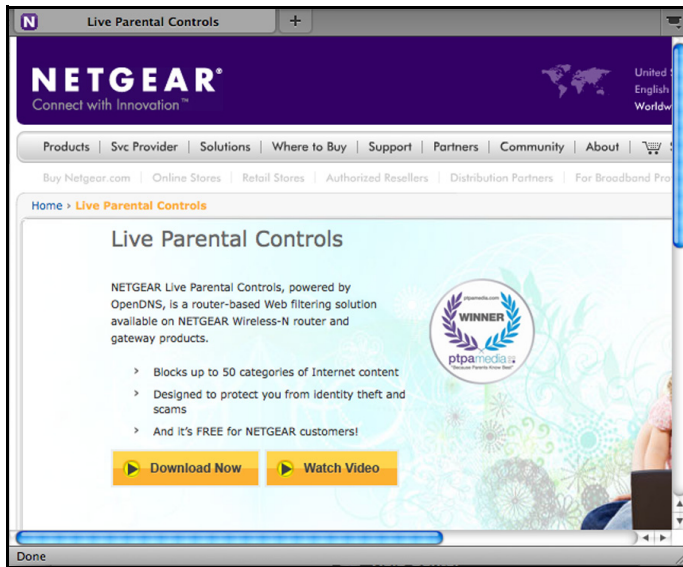 Live Parental Controls
NETGEAR®
Connect with Innovation™
United
English
Worldw
Products | Svc Provider | Solutions | Where to Buy | Support | Partners | Community | About |
Buy Netgear.com | Online Stores | Retail Stores | Authorized Resellers | Distribution Partners | For Broadband Pro
Home › Live Parental Controls
Live Parental Controls
NETGEAR Live Parental Controls, powered by
OpenDNS, is a router-based Web filtering solution
available on NETGEAR Wireless-N router and
gateway products.
› Blocks up to 50 categories of Internet content
› Designed to protect you from identity theft and
scams
› And it's FREE for NETGEAR customers!
ptpamedia.com
WINNER
ptpamedia
"Because Parents Know Best"
Download Now
Watch Video
Done